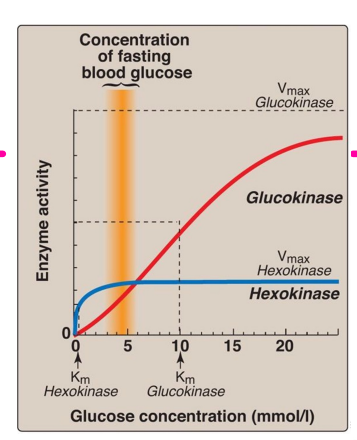 Concentration
of fasting
blood glucose
Vmax
Glucokinase
Glucokinase
Vmax
Hexokinase
Hexokinase
Enzyme activity
0
0 5 10 15 20
Km
Hexokinase
Km
Glucokinase
Glucose concentration (mmol/l)